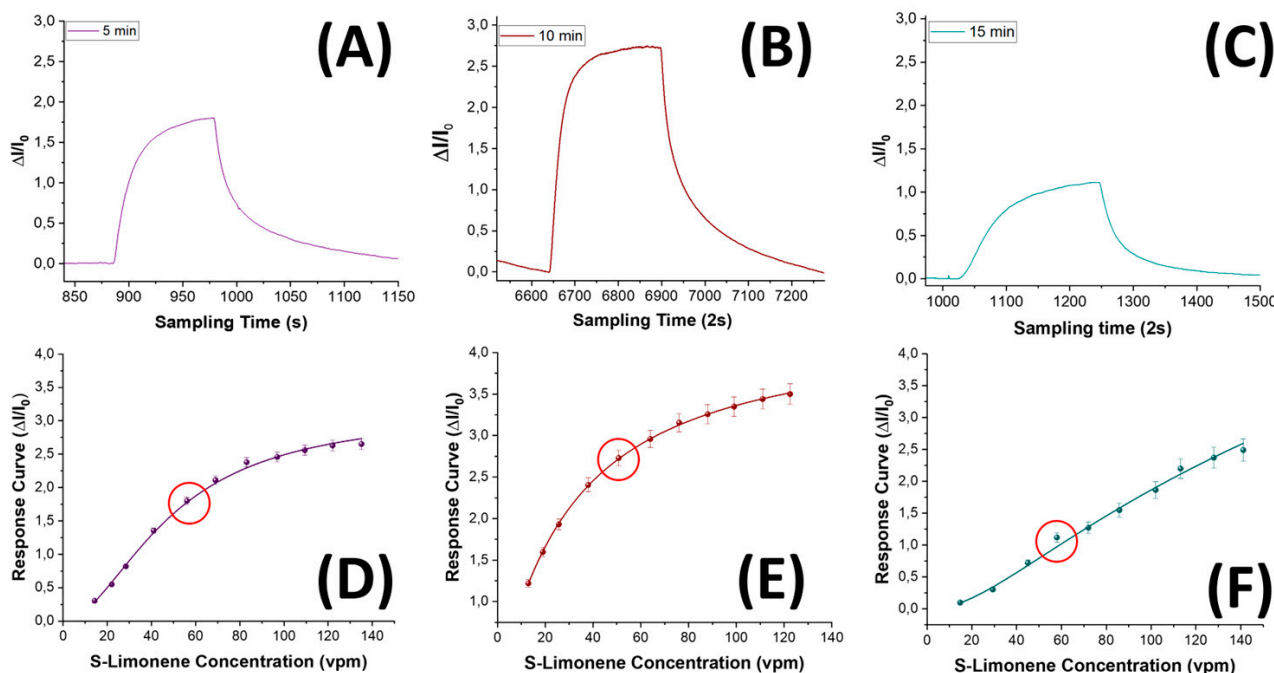 3,0
2,5
2,0
1,5
1,0
0,5
0,0
ΔI/I0
5 min
(A)
850 900 950 1000 1050 1100 1150
Sampling Time (s)
3,0
2,5
2,0
1,5
1,0
0,5
0,0
ΔI/I0
10 min
(B)
6600 6700 6800 6900 7000 7100 7200
Sampling Time (2s)
3,0
2,5
2,0
1,5
1,0
0,5
0,0
ΔI/I0
15 min
(C)
1000 1100 1200 1300 1400 1500
Sampling time (2s)
4,0
3,5
3,0
2,5
2,0
1,5
1,0
0,5
0,0
Response Curve (ΔI/I0)
(D)
0 20 40 60 80 100 120 140
S-Limonene Concentration (vpm)
4,0
3,5
3,0
2,5
2,0
1,5
1,0
Response Curve (ΔI/I0)
(E)
0 20 40 60 80 100 120 140
S-Limonene Concentration (vpm)
4,0
3,5
3,0
2,5
2,0
1,5
1,0
0,5
0,0
Response Curve (ΔI/I0)
(F)
0 20 40 60 80 100 120 140
S-Limonene Concentration (vpm)